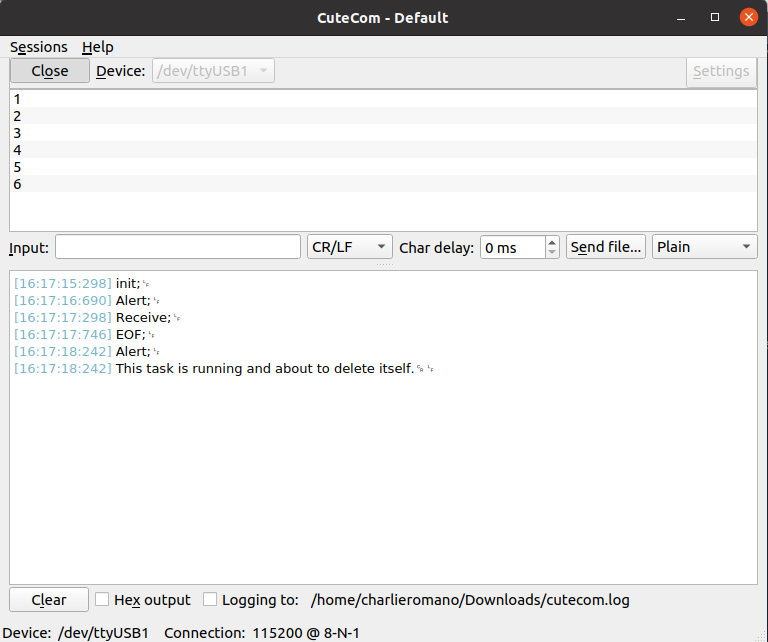 CuteCom - Default
Sessions Help
Close Device: /dev/ttyUSB1 Settings
1
2
3
4
5
6
Input: CR/LF Char delay: 0 ms Send file... Plain
[16:17:15:298] init;␊
[16:17:16:690] Alert;␊
[16:17:17:298] Receive;␊
[16:17:17:746] EOF;␊
[16:17:18:242] Alert;␊
[16:17:18:242] This task is running and about to delete itself.␍␊
Clear Hex output Logging to: /home/charlieromano/Downloads/cutecom.log
Device: /dev/ttyUSB1 Connection: 115200 @ 8-N-1